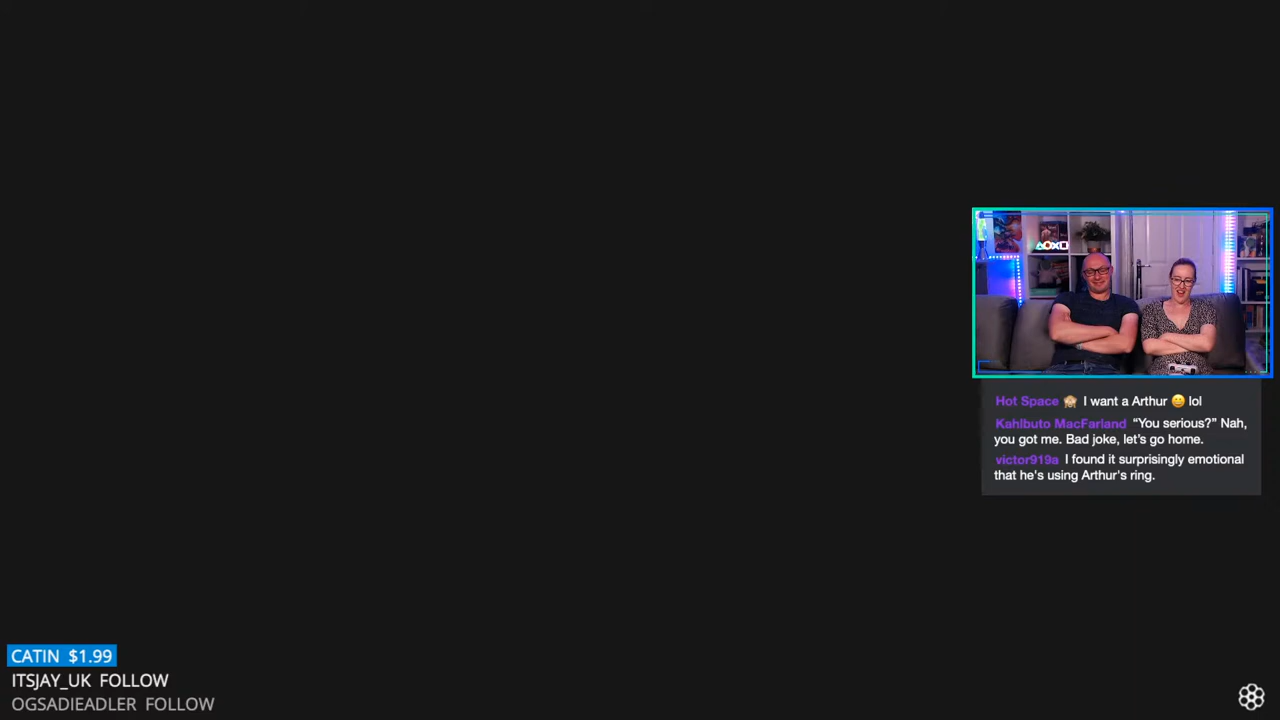 Hot Space 🙈 I want a Arthur 😀 lol
Kahlbuto MacFarland “You serious?” Nah,
you got me. Bad joke, let’s go home.
victor919a I found it surprisingly emotional
that he's using Arthur's ring.
CATIN $1.99
ITSJAY_UK FOLLOW
OGSADIEADLER FOLLOW